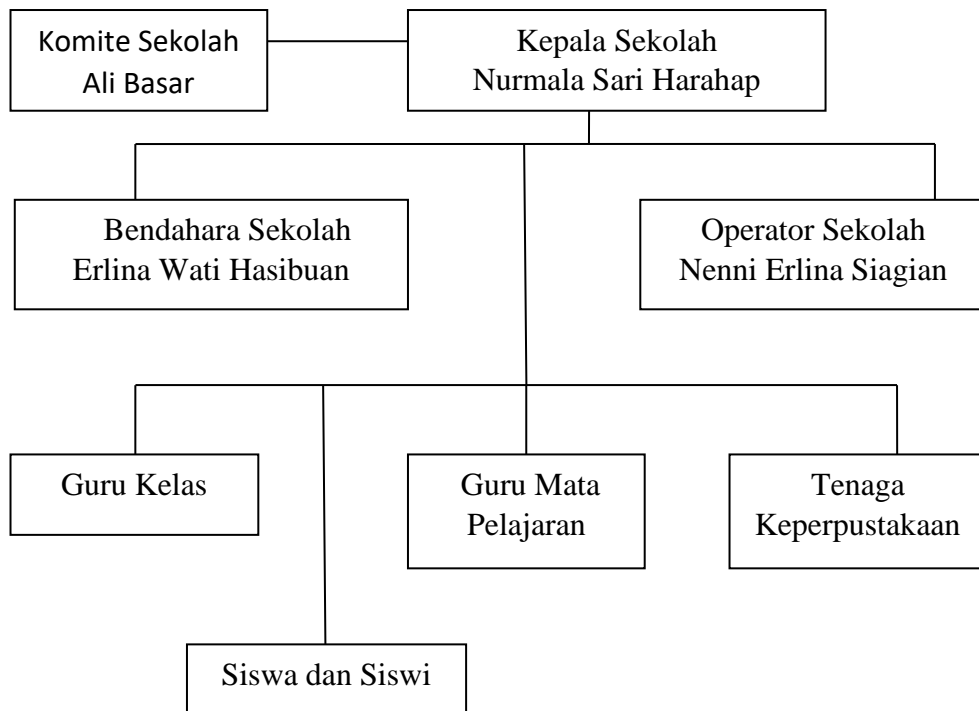 Komite Sekolah
Ali Basar
Kepala Sekolah
Nurmala Sari Harahap
Bendahara Sekolah
Erlina Wati Hasibuan
Operator Sekolah
Nenni Erlina Siagian
Guru Kelas
Guru Mata
Pelajaran
Tenaga
Keperpustakaan
Siswa dan Siswi